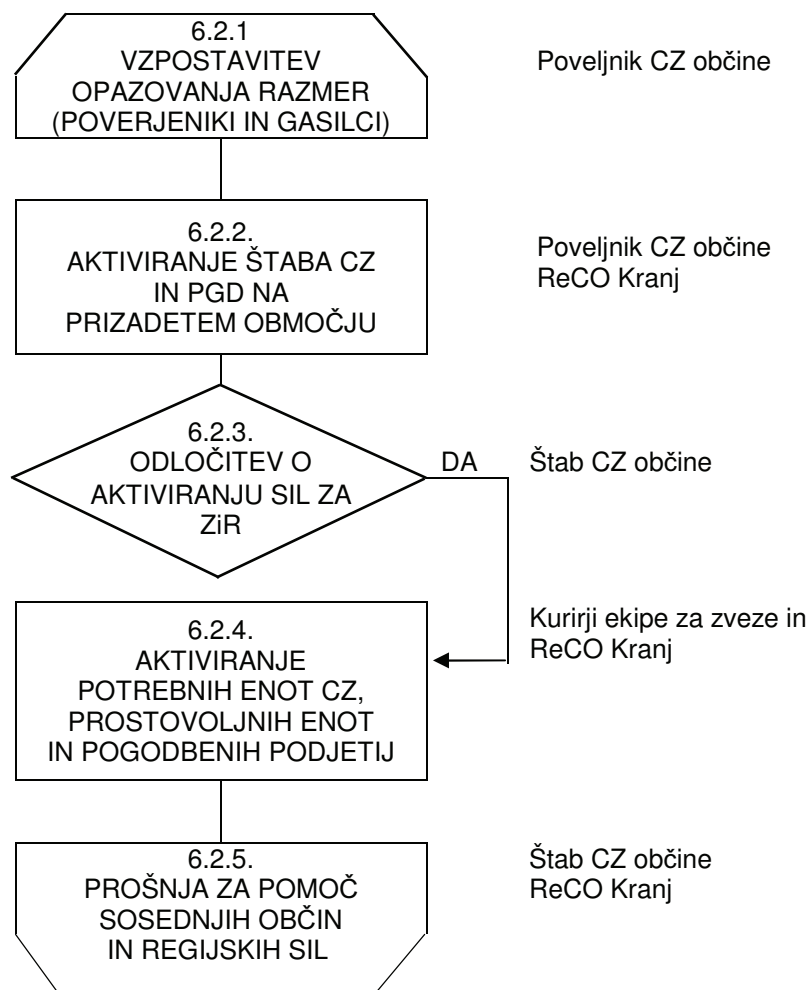 6.2.1
VZPOSTAVITEV
OPAZOVANJA RAZMER
(POVERJENIKI IN GASILCI)
Poveljnik CZ občine
6.2.2.
AKTIVIRANJE ŠTABA CZ
IN PGD NA
PRIZADETEM OBMOČJU
Poveljnik CZ občine
ReCO Kranj
6.2.3.
ODLOČITEV O
AKTIVIRANJU SIL ZA
ZiR
DA
Štab CZ občine
6.2.4.
AKTIVIRANJE
POTREBNIH ENOT CZ,
PROSTOVOLJNIH ENOT
IN POGODBENIH PODJETIJ
Kurirji ekipe za zveze in
ReCO Kranj
6.2.5.
PROŠNJA ZA POMOČ
SOSEDNJIH OBČIN
IN REGIJSKIH SIL
Štab CZ občine
ReCO Kranj